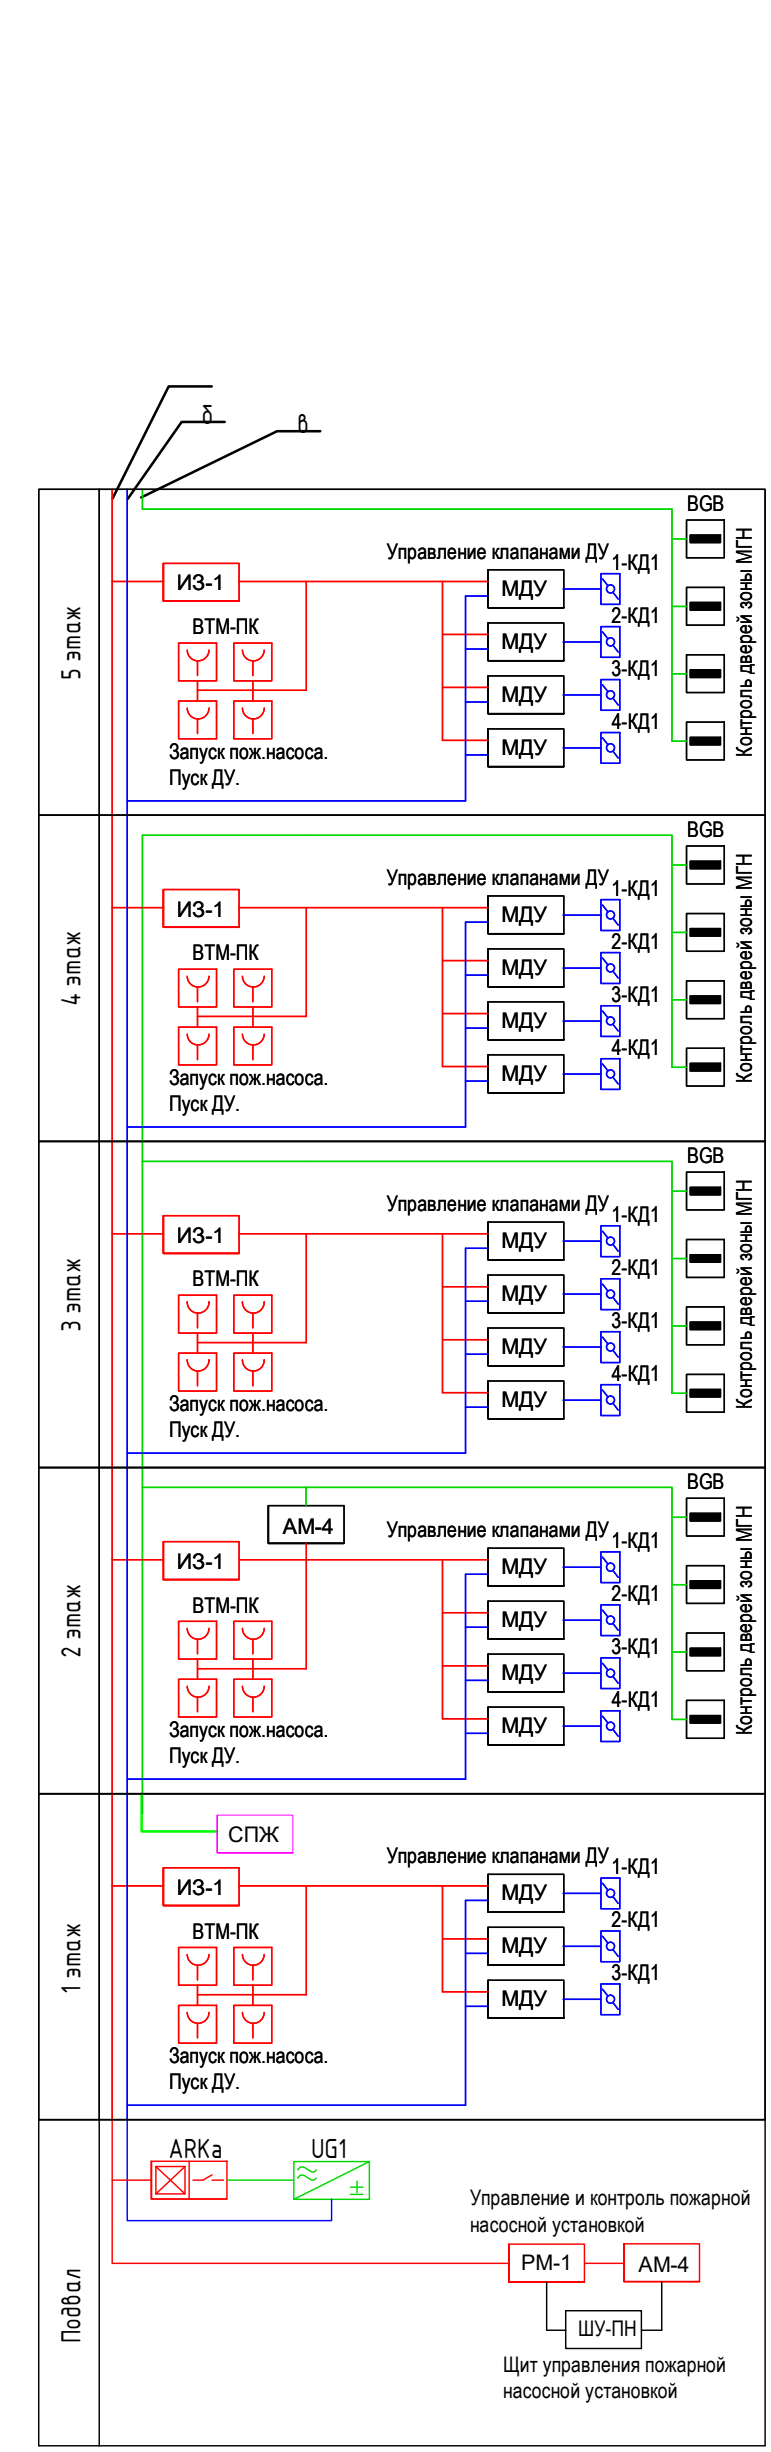 б
в
5 этаж
ИЗ-1
ВТМ-ПК
Запуск пож.насоса.
Пуск ДУ.
Управление клапанами ДУ
МДУ
1-КД1
МДУ
2-КД1
МДУ
3-КД1
МДУ
4-КД1
BGB
Контроль дверей зоны МГН
4 этаж
ИЗ-1
ВТМ-ПК
Запуск пож.насоса.
Пуск ДУ.
Управление клапанами ДУ
МДУ
1-КД1
МДУ
2-КД1
МДУ
3-КД1
МДУ
4-КД1
BGB
Контроль дверей зоны МГН
3 этаж
ИЗ-1
ВТМ-ПК
Запуск пож.насоса.
Пуск ДУ.
Управление клапанами ДУ
МДУ
1-КД1
МДУ
2-КД1
МДУ
3-КД1
МДУ
4-КД1
BGB
Контроль дверей зоны МГН
2 этаж
АМ-4
ИЗ-1
ВТМ-ПК
Запуск пож.насоса.
Пуск ДУ.
Управление клапанами ДУ
МДУ
1-КД1
МДУ
2-КД1
МДУ
3-КД1
МДУ
4-КД1
BGB
Контроль дверей зоны МГН
1 этаж
СПЖ
ИЗ-1
ВТМ-ПК
Запуск пож.насоса.
Пуск ДУ.
Управление клапанами ДУ
МДУ
1-КД1
МДУ
2-КД1
МДУ
3-КД1
Подвал
ARKa
UG1
Управление и контроль пожарной
насосной установкой
РМ-1
АМ-4
ШУ-ПН
Щит управления пожарной
насосной установкой